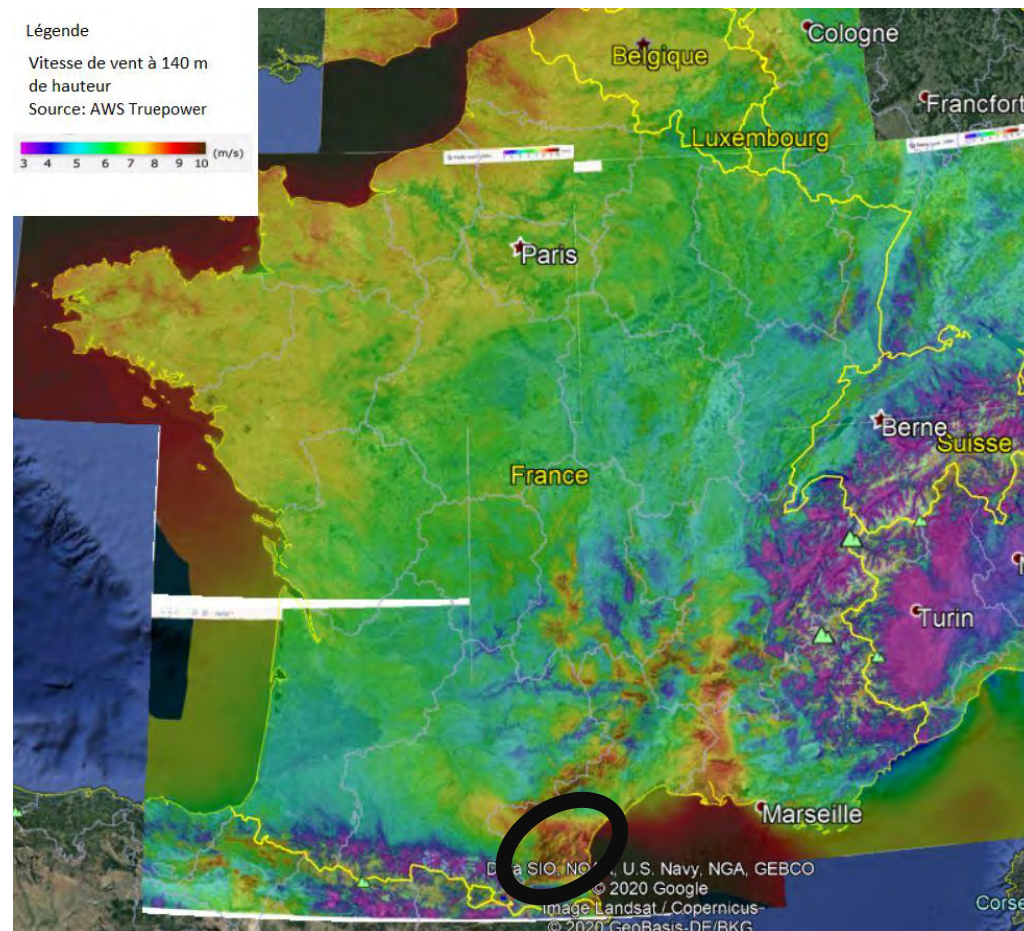 Légende
Vitesse de vent à 140 m
de hauteur
Source: AWS Truepower
3 4 5 6 7 8 9 10 (m/s)
Cologne
Belgique
Francfort
Luxembourg
Paris
Berne
Suisse
France
Turin
Marseille
SIO, U.S. Navy, NGA, GEBCO
© 2020 Google
Image Landsat / Copernicus
© 2020 GeoBasis-DE/BKG
Corse